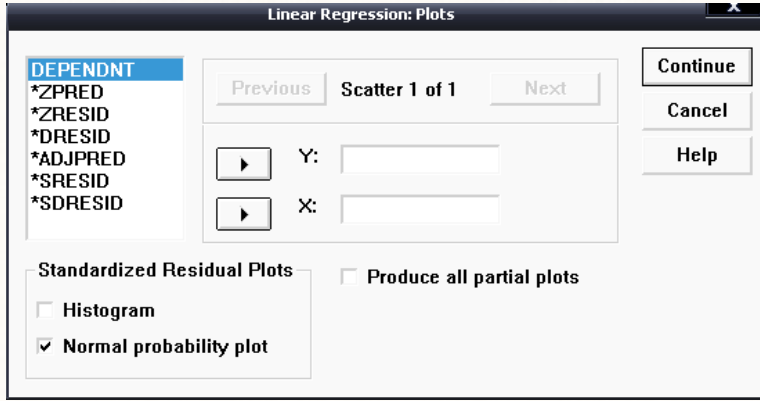 Linear Regression: Plots
X
DEPENDNT
*ZPRED
*ZRESID
*DRESID
*ADJPRED
*SRESID
*SDRESID
Previous
Scatter 1 of 1
Next
Y:
X:
Continue
Cancel
Help
Standardized Residual Plots
Histogram
Normal probability plot
Produce all partial plots